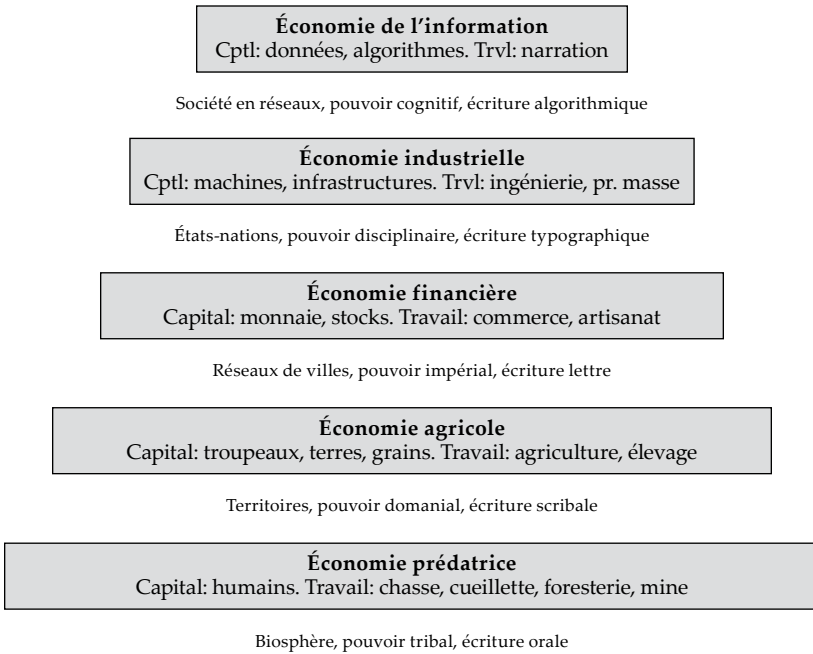 Économie de l’information
Cptl: données, algorithmes. Trvl: narration
Société en réseaux, pouvoir cognitif, écriture algorithmique
Économie industrielle
Cptl: machines, infrastructures. Trvl: ingénierie, pr. masse
États-nations, pouvoir disciplinaire, écriture typographique
Économie financière
Capital: monnaie, stocks. Travail: commerce, artisanat
Réseaux de villes, pouvoir impérial, écriture lettre
Économie agricole
Capital: troupeaux, terres, grains. Travail: agriculture, élevage
Territoires, pouvoir domanial, écriture scribale
Économie prédatrice
Capital: humains. Travail: chasse, cueillette, foresterie, mine
Biosphère, pouvoir tribal, écriture orale